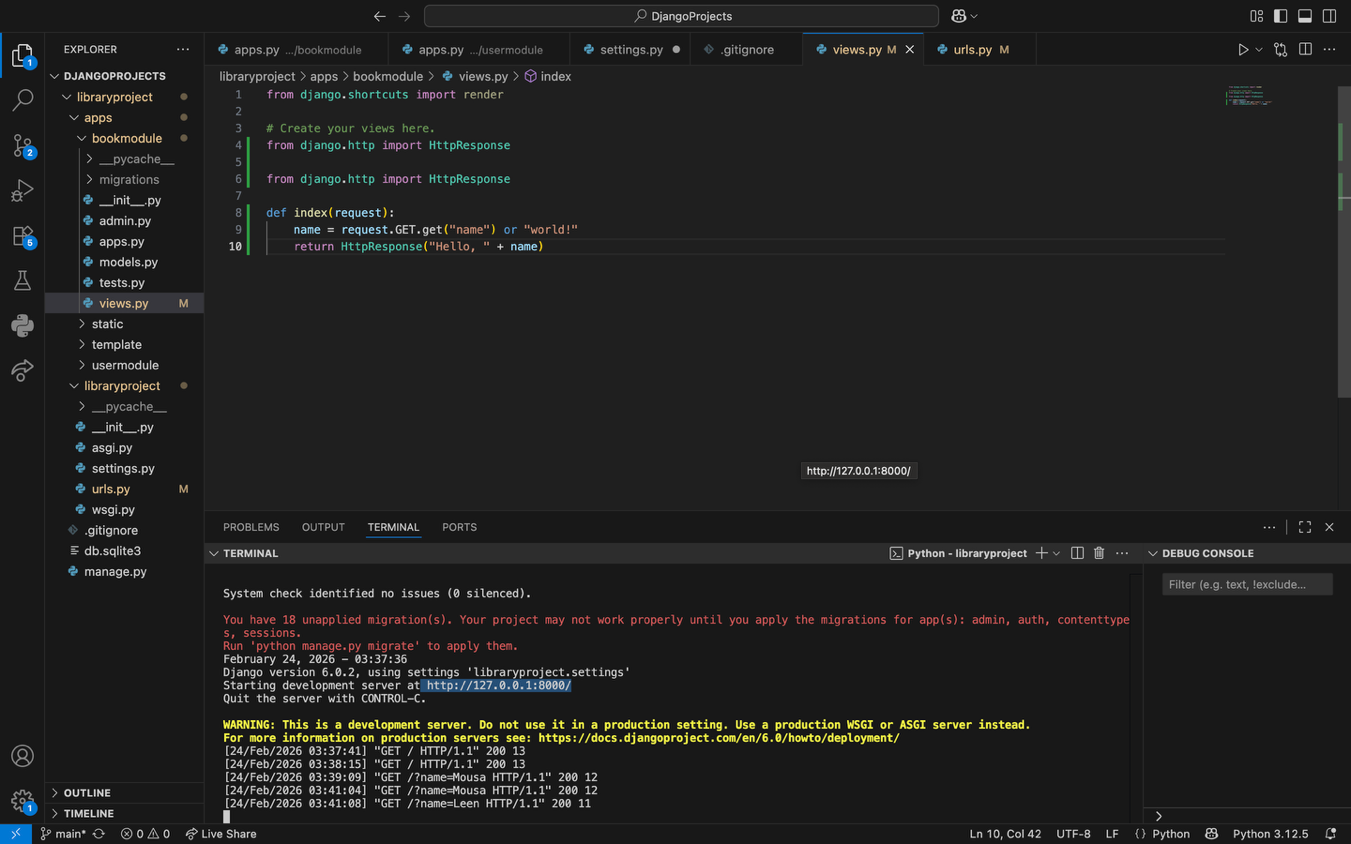 DjangoProjects
EXPLORER
apps.py .../bookmodule
apps.py .../usermodule
settings.py
.gitignore
views.py M
urls.py M
libraryproject > apps > bookmodule > views.py > index
DJANGOPROJECTS
libraryproject
apps
bookmodule
__pycache__
migrations
__init__.py
admin.py
apps.py
models.py
tests.py
views.py M
static
template
usermodule
libraryproject
__pycache__
__init__.py
asgi.py
settings.py
urls.py M
wsgi.py
.gitignore
db.sqlite3
manage.py
OUTLINE
TIMELINE
1
2
5
1
1 from django.shortcuts import render
2
3 # Create your views here.
4 from django.http import HttpResponse
5
6 from django.http import HttpResponse
7
8 def index(request):
9 name = request.GET.get("name") or "world!"
10 return HttpResponse("Hello, " + name)
http://127.0.0.1:8000/
PROBLEMS OUTPUT TERMINAL PORTS
TERMINAL
Python - libraryproject
DEBUG CONSOLE
Filter (e.g. text, !exclude...
System check identified no issues (0 silenced).
You have 18 unapplied migration(s). Your project may not work properly until you apply the migrations for app(s): admin, auth, contenttype
s, sessions.
Run 'python manage.py migrate' to apply them.
February 24, 2026 - 03:37:36
Django version 6.0.2, using settings 'libraryproject.settings'
Starting development server at http://127.0.0.1:8000/
Quit the server with CONTROL-C.
WARNING: This is a development server. Do not use it in a production setting. Use a production WSGI or ASGI server instead.
For more information on production servers see: https://docs.djangoproject.com/en/6.0/howto/deployment/
[24/Feb/2026 03:37:41] "GET / HTTP/1.1" 200 13
[24/Feb/2026 03:38:15] "GET / HTTP/1.1" 200 13
[24/Feb/2026 03:39:09] "GET /?name=Mousa HTTP/1.1" 200 12
[24/Feb/2026 03:41:04] "GET /?name=Mousa HTTP/1.1" 200 12
[24/Feb/2026 03:41:08] "GET /?name=Leen HTTP/1.1" 200 11
main* 0 0 Live Share
Ln 10, Col 42 UTF-8 LF {} Python Python 3.12.5